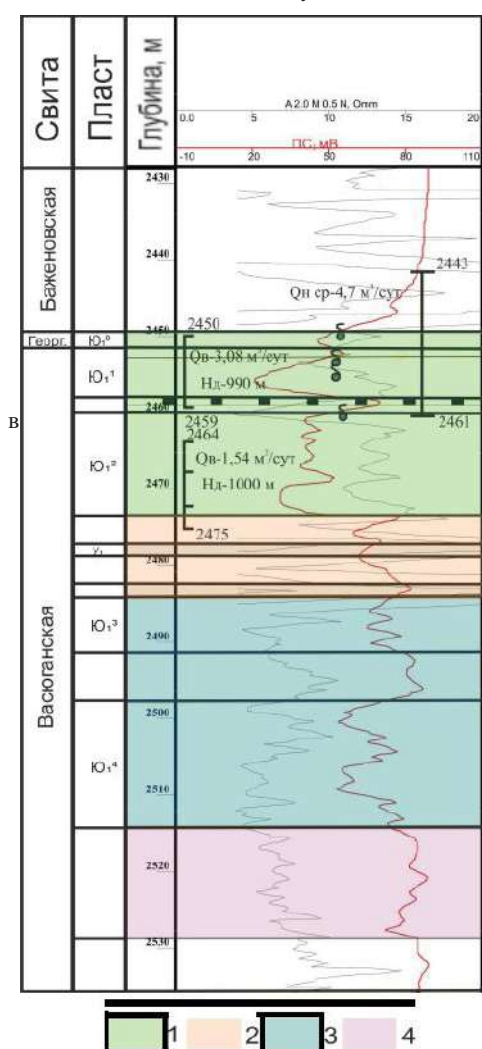 Свита
Пласт
Глубина, м
A 2.0 M 0.5 N, Омм
0.0 5 10 15 20
ПС, мВ
-10 20 50 80 110
Баженовская
Георг.
Васюганская
В
Ю₁⁰
Ю₁¹
Ю₁²
У₁
Ю₁³
Ю₁⁴
2430
2440
2460
2470
2480
2490
2500
2510
2520
2530
2443
Qн ср-4,7 м³/сут
2450
Qв-3,08 м³/сут
Нд-990 м
2459
2461
2464
Qв-1,54 м³/сут
Нд-1000 м
2475
1 2 3 4